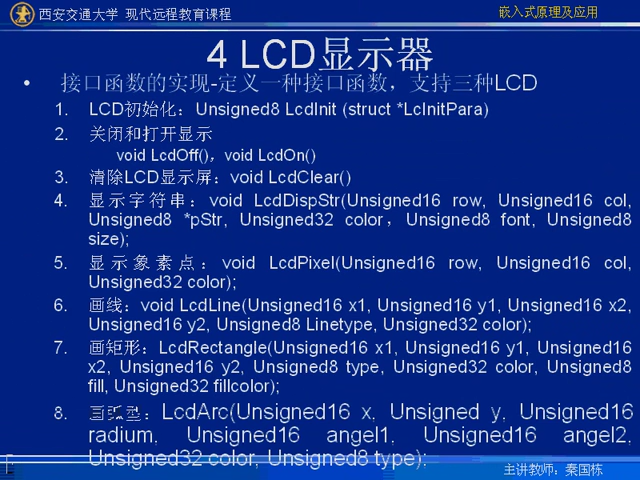 西安交通大学 现代远程教育课程
嵌入式原理及应用
4 LCD显示器
• 接口函数的实现-定义一种接口函数，支持三种LCD
1. LCD初始化：Unsigned8 LcdInit (struct *LcInitPara)
2. 关闭和打开显示
void LcdOff()，void LcdOn()
3. 清除LCD显示屏：void LcdClear()
4. 显示字符串：void LcdDispStr(Unsigned16 row, Unsigned16 col,
Unsigned8 *pStr, Unsigned32 color，Unsigned8 font, Unsigned8
size);
5. 显示象素点：void LcdPixel(Unsigned16 row, Unsigned16 col,
Unsigned32 color);
6. 画线：void LcdLine(Unsigned16 x1, Unsigned16 y1, Unsigned16 x2,
Unsigned16 y2, Unsigned8 Linetype, Unsigned32 color);
7. 画矩形：LcdRectangle(Unsigned16 x1, Unsigned16 y1, Unsigned16
x2, Unsigned16 y2, Unsigned8 type, Unsigned32 color, Unsigned8
fill, Unsigned32 fillcolor);
8. 画弧型：LcdArc(Unsigned16 x, Unsigned y, Unsigned16
radium, Unsigned16 angel1, Unsigned16 angel2,
Unsigned32 color, Unsigned8 type);
主讲教师：秦国栋